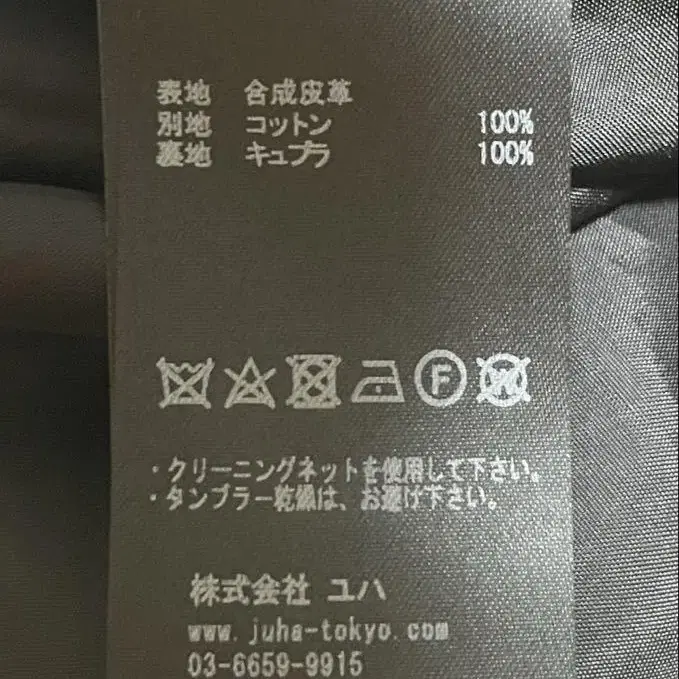 表地 合成皮革
別地 コットン 100%
裏地 キュプラ 100%
F W
・クリーニングネットを使用して下さい。
・タンブラー乾燥は、お避け下さい。
株式会社 ユハ
www.juha-tokyo.com
03-6659-9915